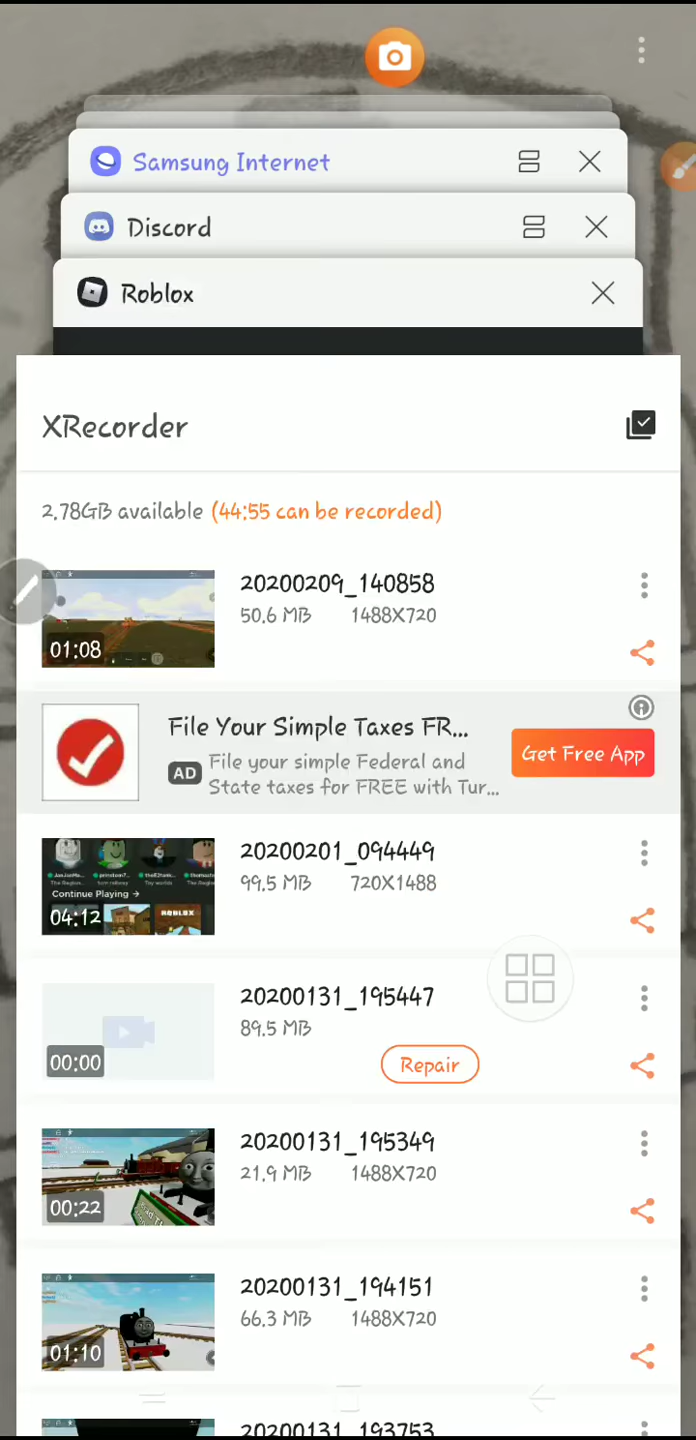 Samsung Internet
Discord
Roblox
XRecorder
2.78GB available (44:55 can be recorded)
01:08
20200209_140858
50.6 MB 1488X720
File Your Simple Taxes FR...
AD File your simple Federal and
State taxes for FREE with Tur...
Get Free App
Continue Playing →
ROBLOX
04:12
20200201_094449
99.5 MB 720X1488
00:00
20200131_195447
89.5 MB
Repair
00:22
20200131_195349
21.9 MB 1488X720
01:10
20200131_194151
66.3 MB 1488X720
20200131_193753